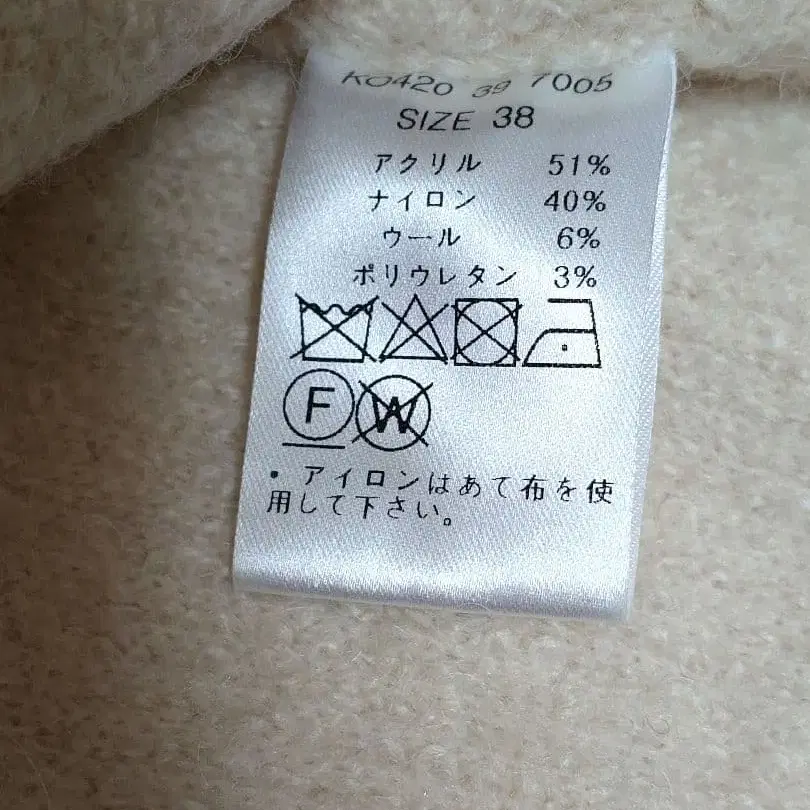 KO420 39 7005
SIZE 38
アクリル 51%
ナイロン 40%
ウール 6%
ポリウレタン 3%
F W
・アイロンはあて布を使
用して下さい。